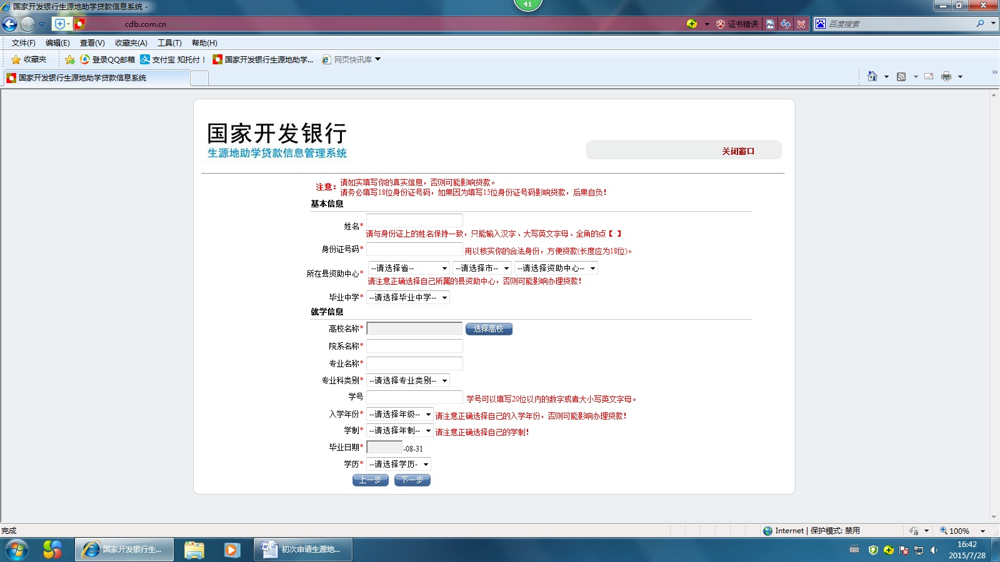 国家开发银行生源地助学贷款信息系统 -
41
cdb.com.cn
证书错误
百度搜索
文件(F) 编辑(E) 查看(V) 收藏夹(A) 工具(T) 帮助(H)
收藏夹 登录QQ邮箱 支付宝 知托付！ 国家开发银行生源地助学... 网页快讯库
国家开发银行生源地助学贷款信息系统
国家开发银行
生源地助学贷款信息管理系统
关闭窗口
注意：
请如实填写你的真实信息，否则可能影响贷款。
请务必填写18位身份证号码，如果因为填写15位身份证号码影响贷款，后果自负！
基本信息
姓名*
请与身份证上的姓名保持一致，只能输入汉字、大写英文字母、全角的点【·】
身份证号码* 用以核实你的合法身份，方便贷款(长度应为18位)。
所在县资助中心* --请选择省-- --请选择市-- --请选择资助中心--
请注意正确选择自己所属的县资助中心，否则可能影响办理贷款！
毕业中学* --请选择毕业中学--
就学信息
高校名称* 选择高校
院系名称*
专业名称*
专业科类别* --请选择专业类别--
学号 学号可以填写20位以内的数字或者大小写英文字母。
入学年份* --请选择年级-- 请注意正确选择自己的入学年份，否则可能影响办理贷款！
学制* --请选择年制-- 请注意正确选择自己的学制！
毕业日期* -08-31
学历* --请选择学历-
上一步 下一步
完成
Internet | 保护模式: 禁用
100%
国家开发银行生...
初次申请生源地...
16:42
2015/7/28